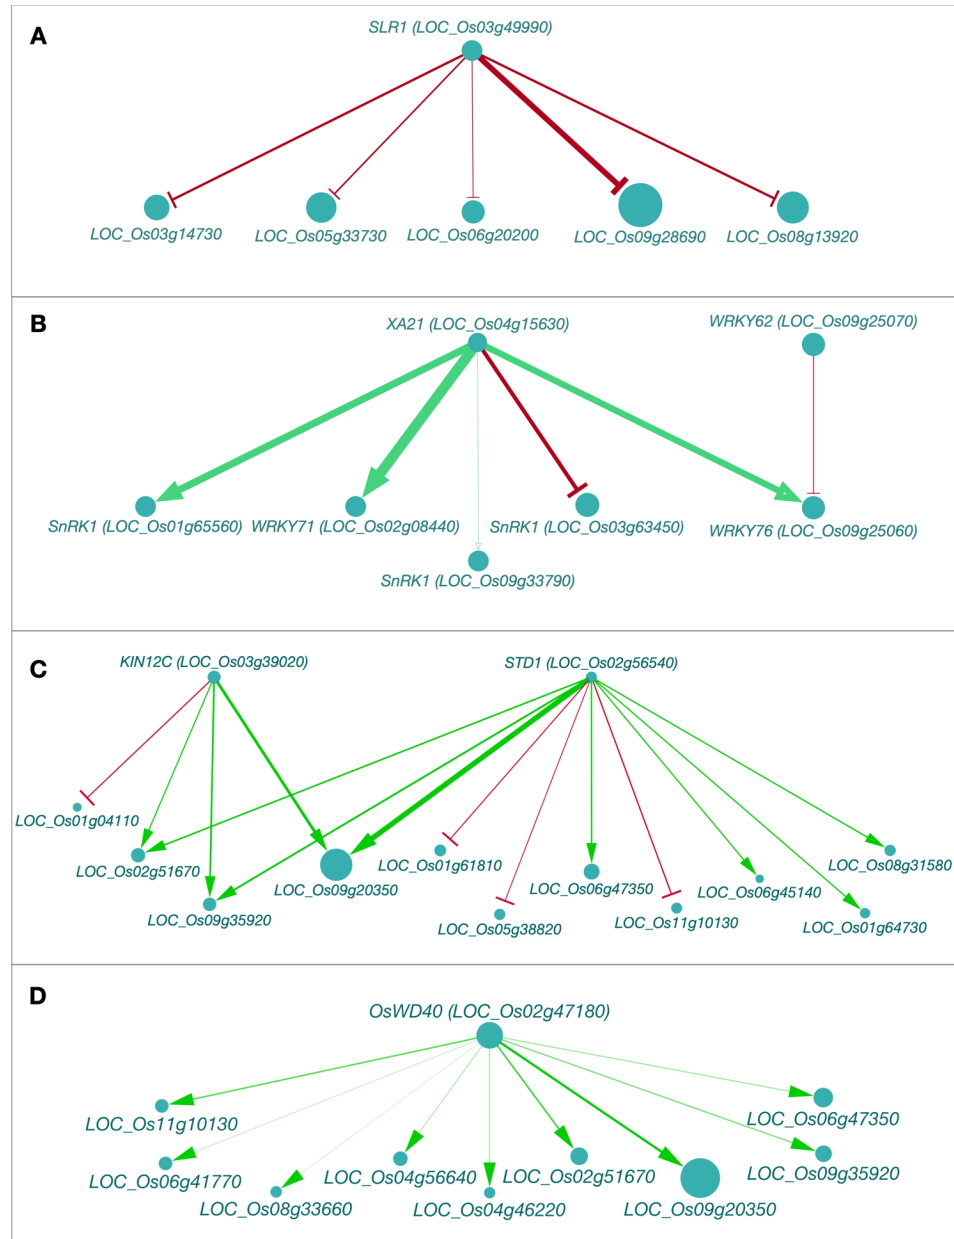 A
SLR1 (LOC_Os03g49990)
LOC_Os03g14730
LOC_Os05g33730
LOC_Os06g20200
LOC_Os09g28690
LOC_Os08g13920
B
XA21 (LOC_Os04g15630)
WRKY62 (LOC_Os09g25070)
SnRK1 (LOC_Os01g65560)
WRKY71 (LOC_Os02g08440)
SnRK1 (LOC_Os03g63450)
WRKY76 (LOC_Os09g25060)
SnRK1 (LOC_Os09g33790)
C
KIN12C (LOC_Os03g39020)
STD1 (LOC_Os02g56540)
LOC_Os01g04110
LOC_Os02g51670
LOC_Os09g35920
LOC_Os09g20350
LOC_Os01g61810
LOC_Os05g38820
LOC_Os06g47350
LOC_Os11g10130
LOC_Os06g45140
LOC_Os01g64730
LOC_Os08g31580
D
OsWD40 (LOC_Os02g47180)
LOC_Os11g10130
LOC_Os06g47350
LOC_Os06g41770
LOC_Os04g56640
LOC_Os02g51670
LOC_Os09g35920
LOC_Os08g33660
LOC_Os04g46220
LOC_Os09g20350